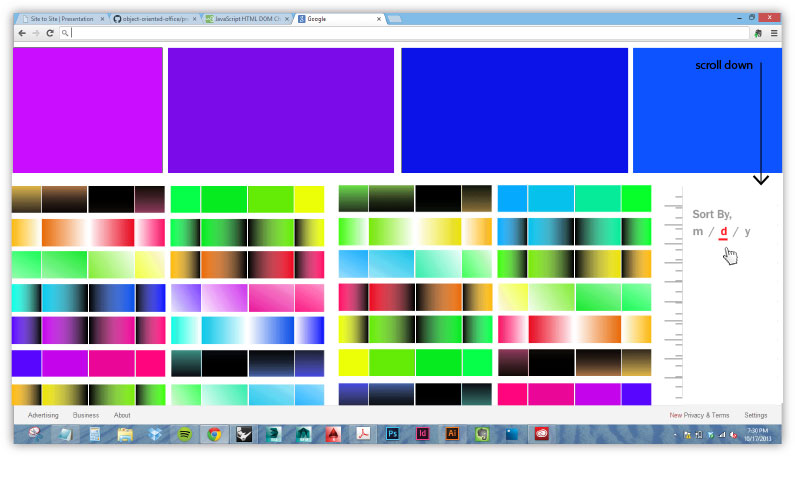 Site to Site | Presentation
object-oriented-office/p
JavaScript HTML DOM
Google
scroll down
Sort By,
m / d / y
Advertising Business About
New Privacy & Terms Settings
Ps Id Ai
7:30 PM
10/17/2013